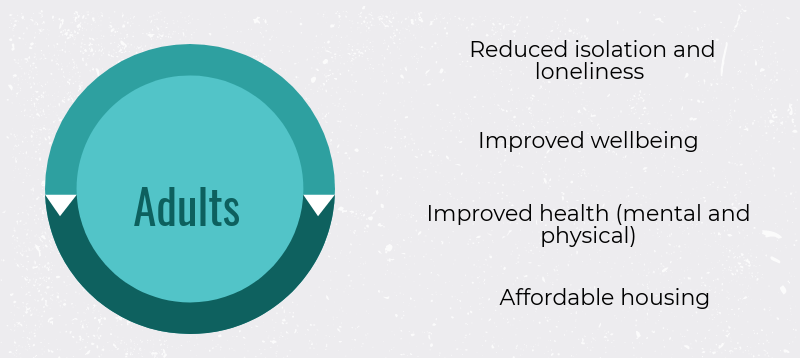 Adults
Reduced isolation and
loneliness
Improved wellbeing
Improved health (mental and
physical)
Affordable housing